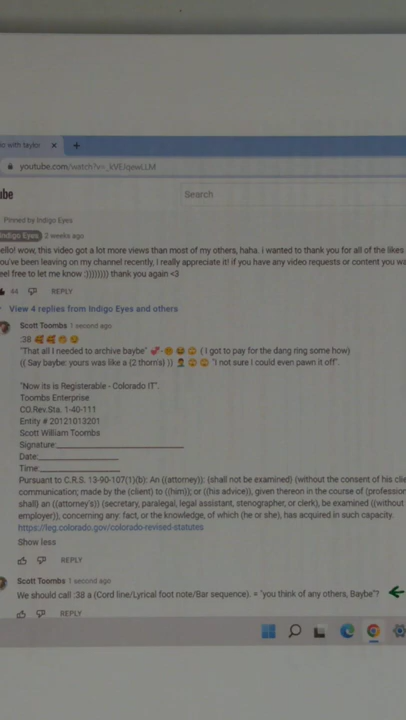 ic with taylor × +
youtube.com/watch?v=_kVEJqewLLM
ube
Search
Pinned by Indigo Eyes
Indigo Eyes 2 weeks ago
ello! wow, this video got a lot more views than most of my others, haha. i wanted to thank you for all of the likes
ou've been leaving on my channel recently, I really appreciate it! if you have any video requests or content you wa
eel free to let me know :)))))))) thank you again <3
44 REPLY
View 4 replies from Indigo Eyes and others
Scott Toombs 1 second ago
:38 🥰 🥰
"That all I needed to archive baybe" ( I got to pay for the dang ring some how)
(( Say baybe: yours was like a {2 thorns} )) "I not sure I could even pawn it off".
"Now its is Registerable - Colorado IT".
Toombs Enterprise
CO.Rev.Sta. 1-40-111
Entity # 20121013201
Scott William Toombs
Signature:
Date:
Time:
Pursuant to C.R.S. 13-90-107(1)(b): An ((attorney)): (shall not be examined) (without the consent of his clie
communication; made by the (client) to ((him)); or ((his advice)), given thereon in the course of (profession
shall) an ((attorney's)) (secretary, paralegal, legal assistant, stenographer, or clerk), be examined ((without
employer)), concerning any: fact, or the knowledge, of which (he or she), has acquired in such capacity.
https://leg.colorado.gov/colorado-revised-statutes
Show less
REPLY
Scott Toombs 1 second ago
We should call :38 a (Cord line/Lyrical foot note/Bar sequence). = "you think of any others, Baybe"?
REPLY